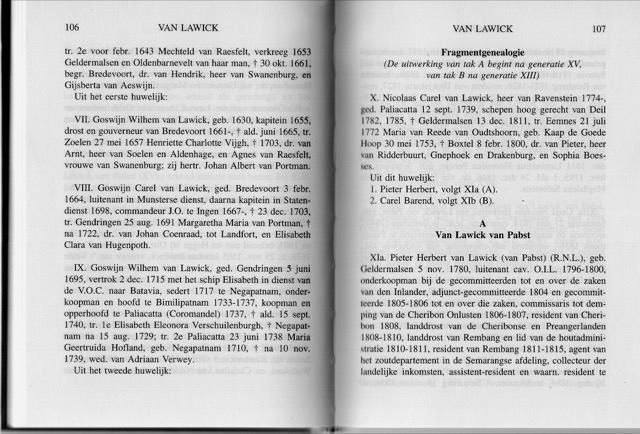 106 VAN LAWICK
tr. 2e voor febr. 1643 Mechteld van Raesfelt, verkreeg 1653
Geldermalsen en Oldenbarnevelt van haar man, † 30 okt. 1661,
begr. Bredevoort, dr. van Hendrik, heer van Swanenburg, en
Gijsberta van Aeswijn.
Uit het eerste huwelijk:
VII. Goswijn Wilhem van Lawick, geb. 1630, kapitein 1655,
drost en gouverneur van Bredevoort 1661-, † ald. juni 1665, tr.
Zoelen 27 mei 1657 Henriette Charlotte Vijgh, † 1703, dr. van
Arnt, heer van Soelen en Aldenhage, en Agnes van Raesfelt,
vrouwe van Swanenburg; zij hertr. Johan Albert van Portman.
VIII. Goswijn Carel van Lawick, ged. Bredevoort 3 febr.
1664, luitenant in Munsterse dienst, daarna kapitein in Staten-
dienst 1698, commandeur J.O. te Ingen 1667-, † 23 dec. 1703,
tr. Gendringen 25 aug. 1691 Margaretha Maria van Portman, †
na 1722, dr. van Johan Coenraad, tot Landfort, en Elisabeth
Clara van Hugenpoth.
IX. Goswijn Wilhem van Lawick, ged. Gendringen 5 juni
1695, vertrok 2 dec. 1715 met het schip Elisabeth in dienst van
de V.O.C. naar Batavia, sedert 1717 te Negapatnam, onder-
koopman en hoofd te Bimilipatnam 1733-1737, koopman en
opperhoofd te Paliacatta (Coromandel) 1737, † ald. 15 sept.
1740, tr. 1e Elisabeth Eleonora Verschuilenburgh, † Negapat-
nam na 15 aug. 1729; tr. 2e Paliacatta 23 juni 1738 Maria
Geertruida Hofland, geb. Negapatnam 1710, † na 10 nov.
1739, wed. van Adriaan Verwey.
Uit het tweede huwelijk:
VAN LAWICK 107
Fragmentgenealogie
(De uitwerking van tak A begint na generatie XV,
van tak B na generatie XIII)
X. Nicolaas Carel van Lawick, heer van Ravenstein 1774-,
ged. Paliacatta 12 sept. 1739, schepen hoog gerecht van Deil
1782, 1785, † Geldermalsen 13 dec. 1811, tr. Eemnes 21 juli
1772 Maria van Reede van Oudtshoorn, geb. Kaap de Goede
Hoop 30 mei 1753, † Boxtel 8 febr. 1800, dr. van Pieter, heer
van Ridderbuurt, Gnephoek en Drakenburg, en Sophia Boes-
ses.
Uit dit huwelijk:
1. Pieter Herbert, volgt XIa (A).
2. Carel Barend, volgt XIb (B).
A
Van Lawick van Pabst
XIa. Pieter Herbert van Lawick (van Pabst) (R.N.L.), geb.
Geldermalsen 5 nov. 1780, luitenant cav. O.I.L. 1796-1800,
onderkoopman bij de gecommitteerden tot en over de zaken
van den Inlander, adjunct-gecommitteerde 1804 en gecommit-
teerde 1805-1806 tot en over die zaken, commissaris tot dem-
ping van de Cheribon Onlusten 1806-1807, resident van Cheri-
bon 1808, landdrost van de Cheribonse en Preangerlanden
1808-1810, landdrost van Rembang en lid van de houtadmini-
stratie 1810-1811, resident van Rembang 1811-1815, agent van
het zoutdepartement in de Semarangse afdeling, collecteur der
landelijke inkomsten, assistent-resident en waarn. resident te